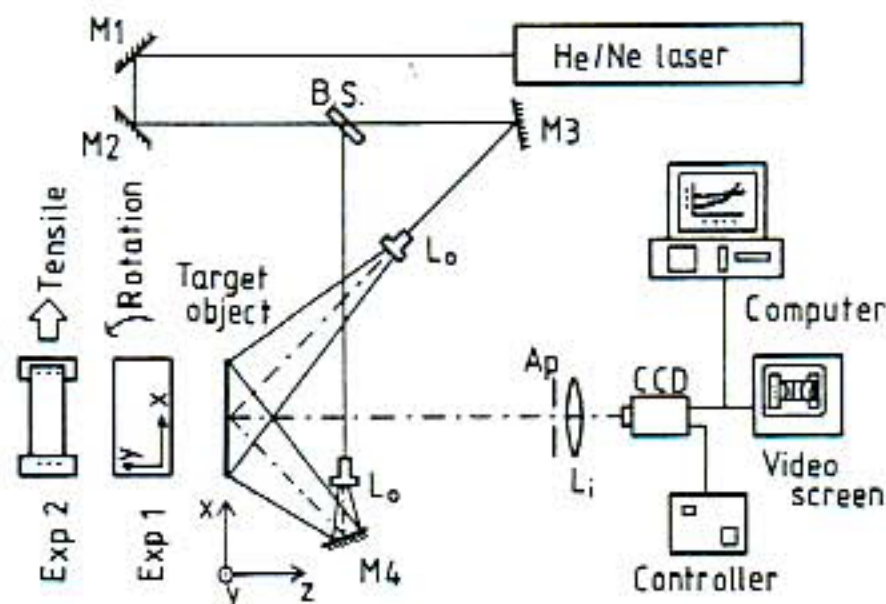 M1
He/Ne laser
B.S.
M2
M3
Tensile
Rotation
Target
object
Lo
Computer
Ap
CCD
x
y
Lo
Li
Video
screen
Exp 2
Exp 1
x
M4
y
z
Controller